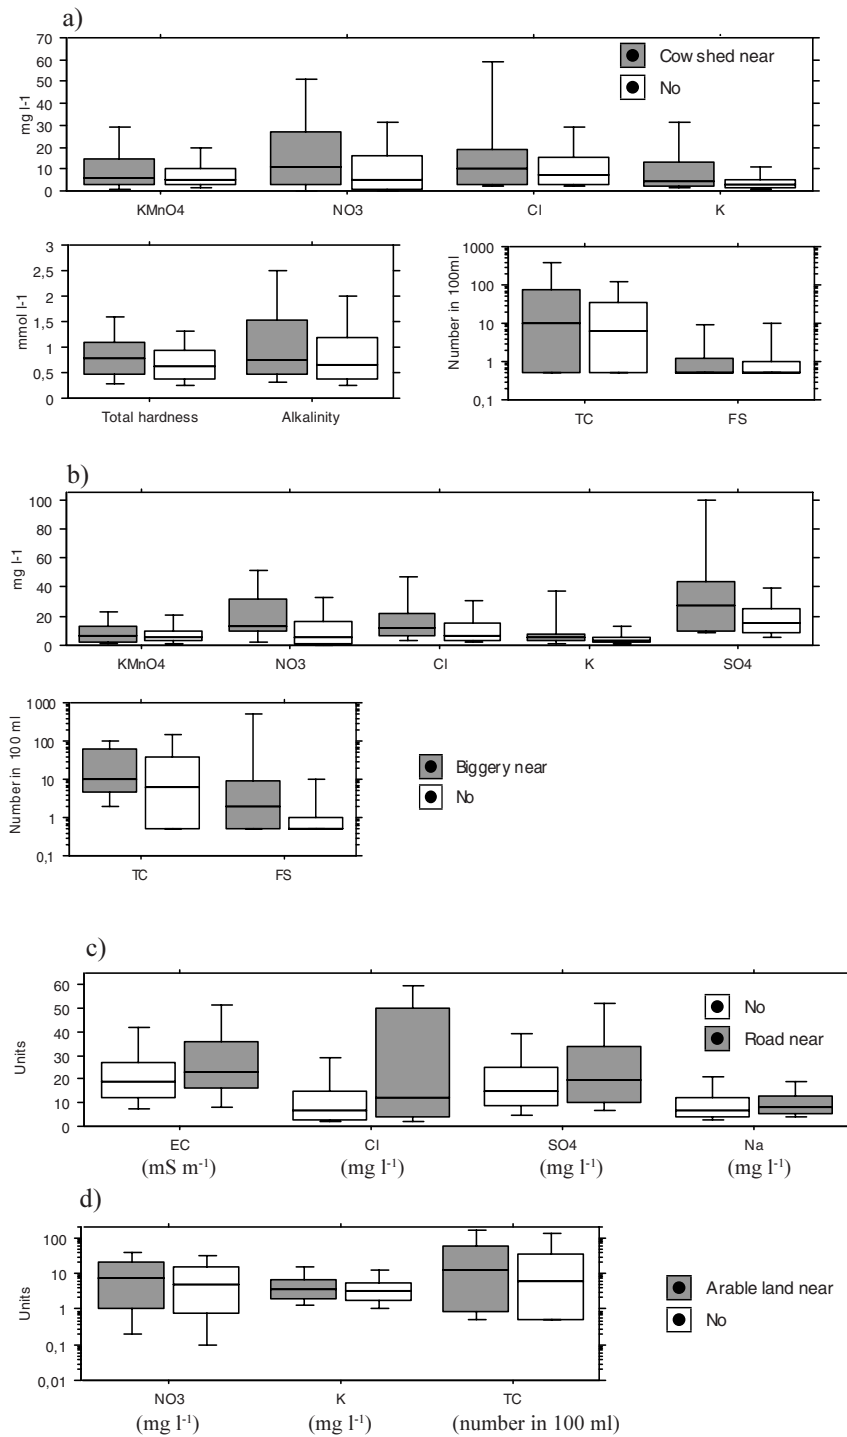 a)
70
60
50
40
30
20
10
0
mg l-1
Cow shed near
No
KMnO4 NO3 Cl K
3
2,5
2
1,5
1
0,5
0
mmol l-1
Total hardness Alkalinity
1000
100
10
1
0,1
Number in 100ml
TC FS
b)
100
80
60
40
20
0
mg l-1
KMnO4 NO3 Cl K SO4
1000
100
10
1
0,1
Number in 100 ml
TC FS
Biggery near
No
c)
60
50
40
30
20
10
0
Units
No
Road near
EC Cl SO4 Na
(mS m⁻¹) (mg l⁻¹) (mg l⁻¹) (mg l⁻¹)
d)
100
10
1
0,1
0,01
Units
Arable land near
No
NO3 K TC
(mg l⁻¹) (mg l⁻¹) (number in 100 ml)